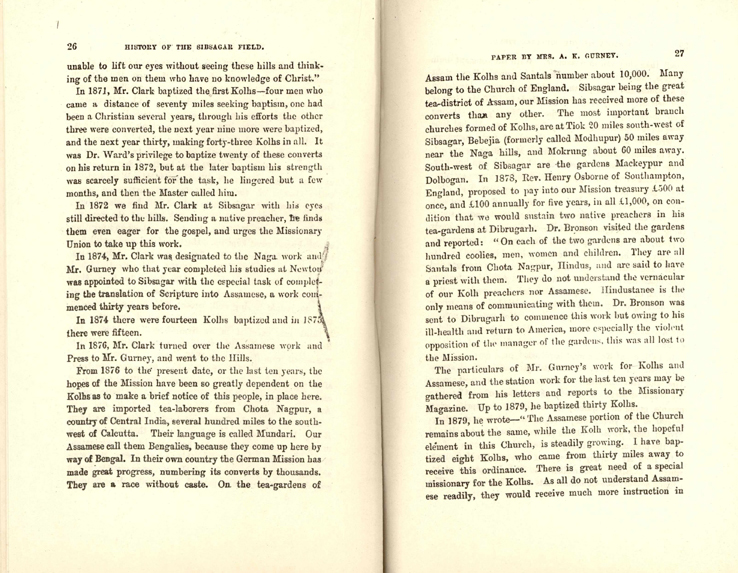 26 HISTORY OF THE SIBSAGAR FIELD.
unable to lift our eyes without seeing these hills and think-
ing of the men on them who have no knowledge of Christ."
In 1871, Mr. Clark baptized the first Kolhs—four men who
came a distance of seventy miles seeking baptism, one had
been a Christian several years, through his efforts the other
three were converted, the next year nine more were baptized,
and the next year thirty, making forty-three Kolhs in all. It
was Dr. Ward's privilege to baptize twenty of these converts
on his return in 1872, but at the later baptism his strength
was scarcely sufficient for the task, he lingered but a few
months, and then the Master called him.
In 1872 we find Mr. Clark at Sibsagar with his eyes
still directed to the hills. Sending a native preacher, he finds
them even eager for the gospel, and urges the Missionary
Union to take up this work.
In 1874, Mr. Clark was designated to the Naga work and
Mr. Gurney who that year completed his studies at Newton
was appointed to Sibsagar with the especial task of complet-
ing the translation of Scripture into Assamese, a work com-
menced thirty years before.
In 1874 there were fourteen Kolhs baptized and in 1875
there were fifteen.
In 1876, Mr. Clark turned over the Assamese work and
Press to Mr. Gurney, and went to the Hills.
From 1876 to the present date, or the last ten years, the
hopes of the Mission have been so greatly dependent on the
Kolhs as to make a brief notice of this people, in place here.
They are imported tea-laborers from Chota Nagpur, a
country of Central India, several hundred miles to the south-
west of Calcutta. Their language is called Mundari. Our
Assamese call them Bengalies, because they come up here by
way of Bengal. In their own country the German Mission has
made great progress, numbering its converts by thousands.
They are a race without caste. On the tea-gardens of
PAPER BY MRS. A. K. GURNEY. 27
Assam the Kolhs and Santals number about 10,000. Many
belong to the Church of England. Sibsagar being the great
tea-district of Assam, our Mission has received more of these
converts than any other. The most important branch
churches formed of Kolhs, are at Tiok 20 miles south-west of
Sibsagar, Bebejia (formerly called Modhupur) 50 miles away
near the Naga hills, and Mokrung about 60 miles away.
South-west of Sibsagar are the gardens Mackeypur and
Dolbogan. In 1878, Rev. Henry Osborne of Southampton,
England, proposed to pay into our Mission treasury £500 at
once, and £100 annually for five years, in all £1,000, on con-
dition that we would sustain two native preachers in his
tea-gardens at Dibrugarh. Dr. Bronson visited the gardens
and reported: "On each of the two gardens are about two
hundred coolies, men, women and children. They are all
Santals from Chota Nagpur, Hindus, and are said to have
a priest with them. They do not understand the vernacular
of our Kolh preachers nor Assamese. Hindustanee is the
only means of communicating with them. Dr. Bronson was
sent to Dibrugarh to commence this work but owing to his
ill-health and return to America, more especially the violent
opposition of the manager of the gardens, this was all lost to
the Mission.
The particulars of Mr. Gurney's work for Kolhs and
Assamese, and the station work for the last ten years may be
gathered from his letters and reports to the Missionary
Magazine. Up to 1879, he baptized thirty Kolhs.
In 1879, he wrote—"The Assamese portion of the Church
remains about the same, while the Kolh work, the hopeful
element in this Church, is steadily growing. I have bap-
tized eight Kolhs, who came from thirty miles away to
receive this ordinance. There is great need of a special
missionary for the Kolhs. As all do not understand Assam-
ese readily, they would receive much more instruction in